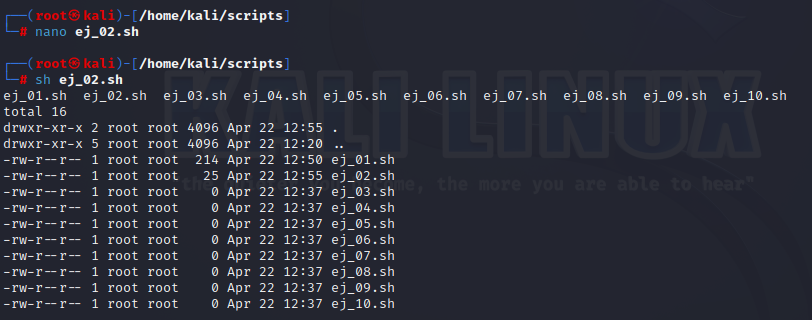 ┌──(root㉿kali)-[/home/kali/scripts]
└─# nano ej_02.sh
┌──(root㉿kali)-[/home/kali/scripts]
└─# sh ej_02.sh
ej_01.sh  ej_02.sh  ej_03.sh  ej_04.sh  ej_05.sh  ej_06.sh  ej_07.sh  ej_08.sh  ej_09.sh  ej_10.sh
total 16
drwxr-xr-x 2 root root 4096 Apr 22 12:55 .
drwxr-xr-x 5 root root 4096 Apr 22 12:20 ..
-rw-r--r-- 1 root root  214 Apr 22 12:50 ej_01.sh
-rw-r--r-- 1 root root   25 Apr 22 12:55 ej_02.sh
-rw-r--r-- 1 root root    0 Apr 22 12:37 ej_03.sh
-rw-r--r-- 1 root root    0 Apr 22 12:37 ej_04.sh
-rw-r--r-- 1 root root    0 Apr 22 12:37 ej_05.sh
-rw-r--r-- 1 root root    0 Apr 22 12:37 ej_06.sh
-rw-r--r-- 1 root root    0 Apr 22 12:37 ej_07.sh
-rw-r--r-- 1 root root    0 Apr 22 12:37 ej_08.sh
-rw-r--r-- 1 root root    0 Apr 22 12:37 ej_09.sh
-rw-r--r-- 1 root root    0 Apr 22 12:37 ej_10.sh
KALI LINUX
the more you are able to hear"